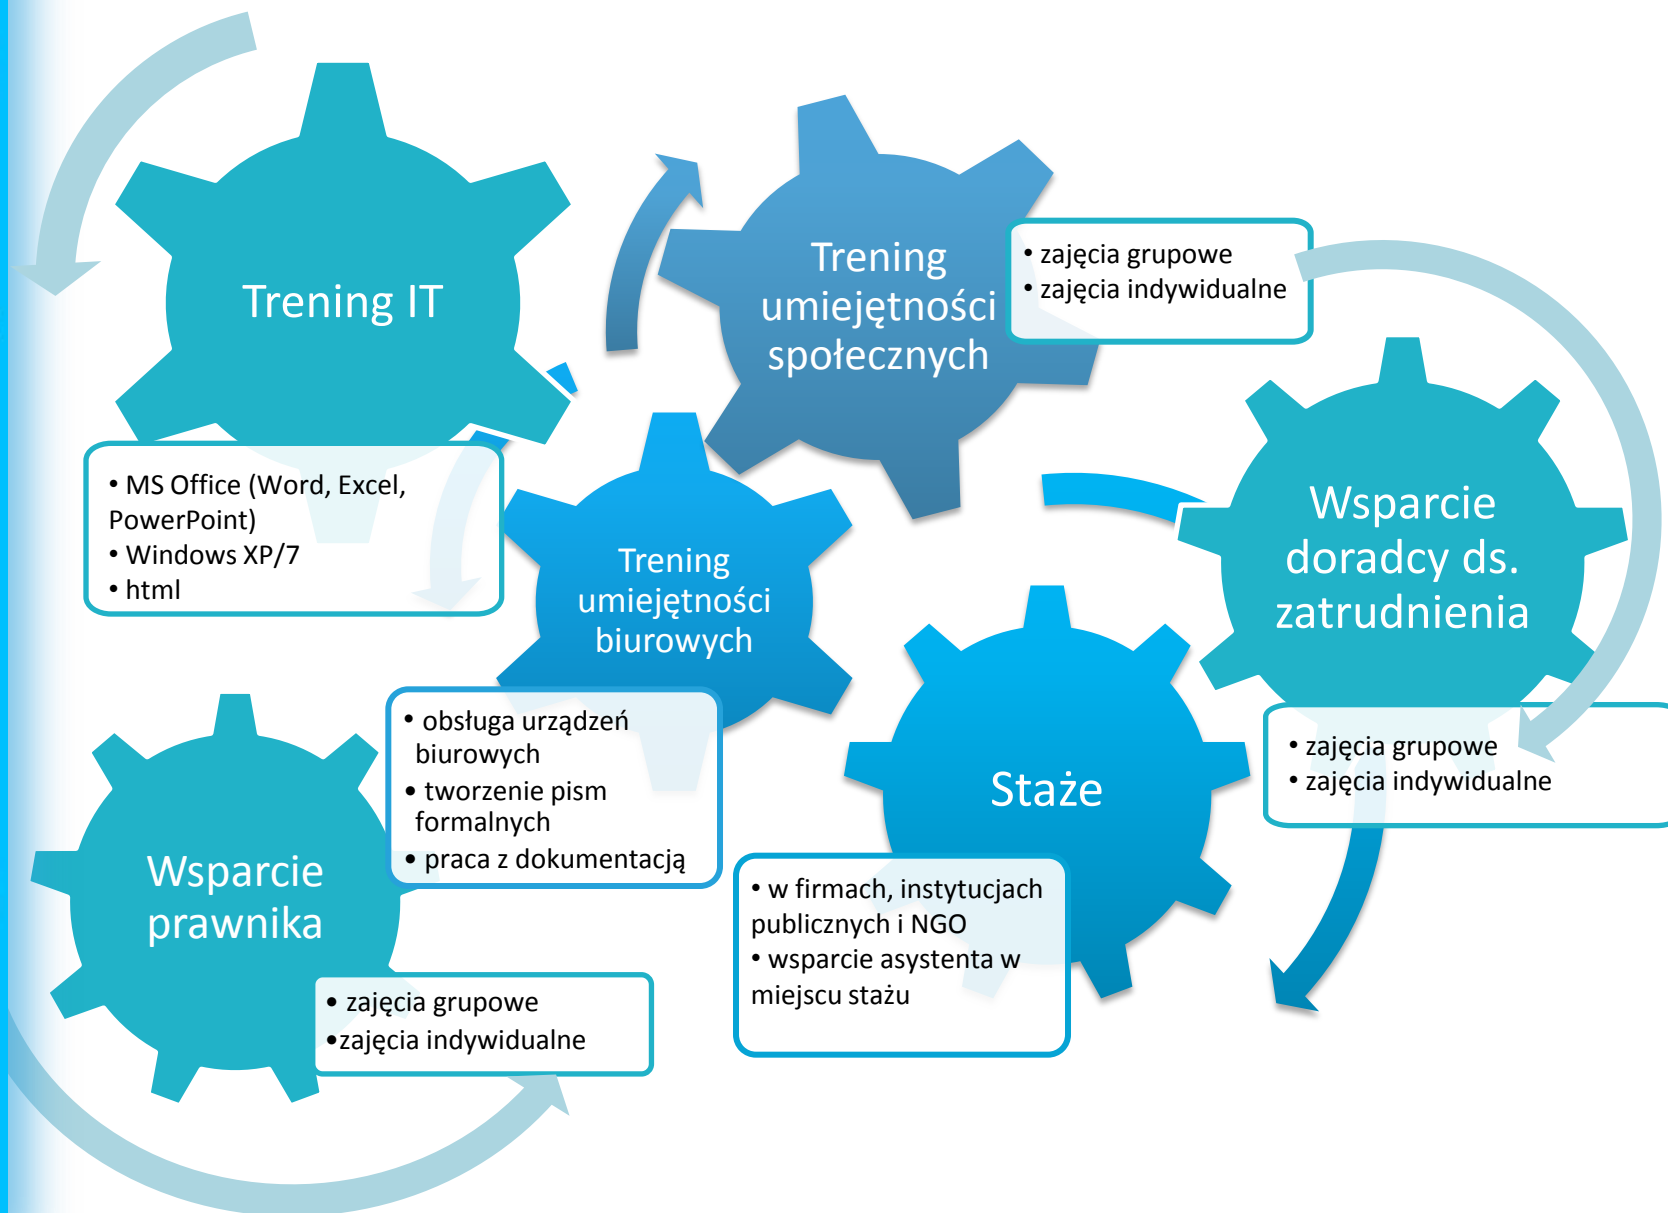 Trening IT
• MS Office (Word, Excel,
PowerPoint)
• Windows XP/7
• html
Trening
umiejętności
społecznych
• zajęcia grupowe
• zajęcia indywidualne
Trening
umiejętności
biurowych
• obsługa urządzeń
biurowych
• tworzenie pism
formalnych
• praca z dokumentacją
Wsparcie
doradcy ds.
zatrudnienia
• zajęcia grupowe
• zajęcia indywidualne
Staże
• w firmach, instytucjach
publicznych i NGO
• wsparcie asystenta w
miejscu stażu
Wsparcie
prawnika
• zajęcia grupowe
•zajęcia indywidualne